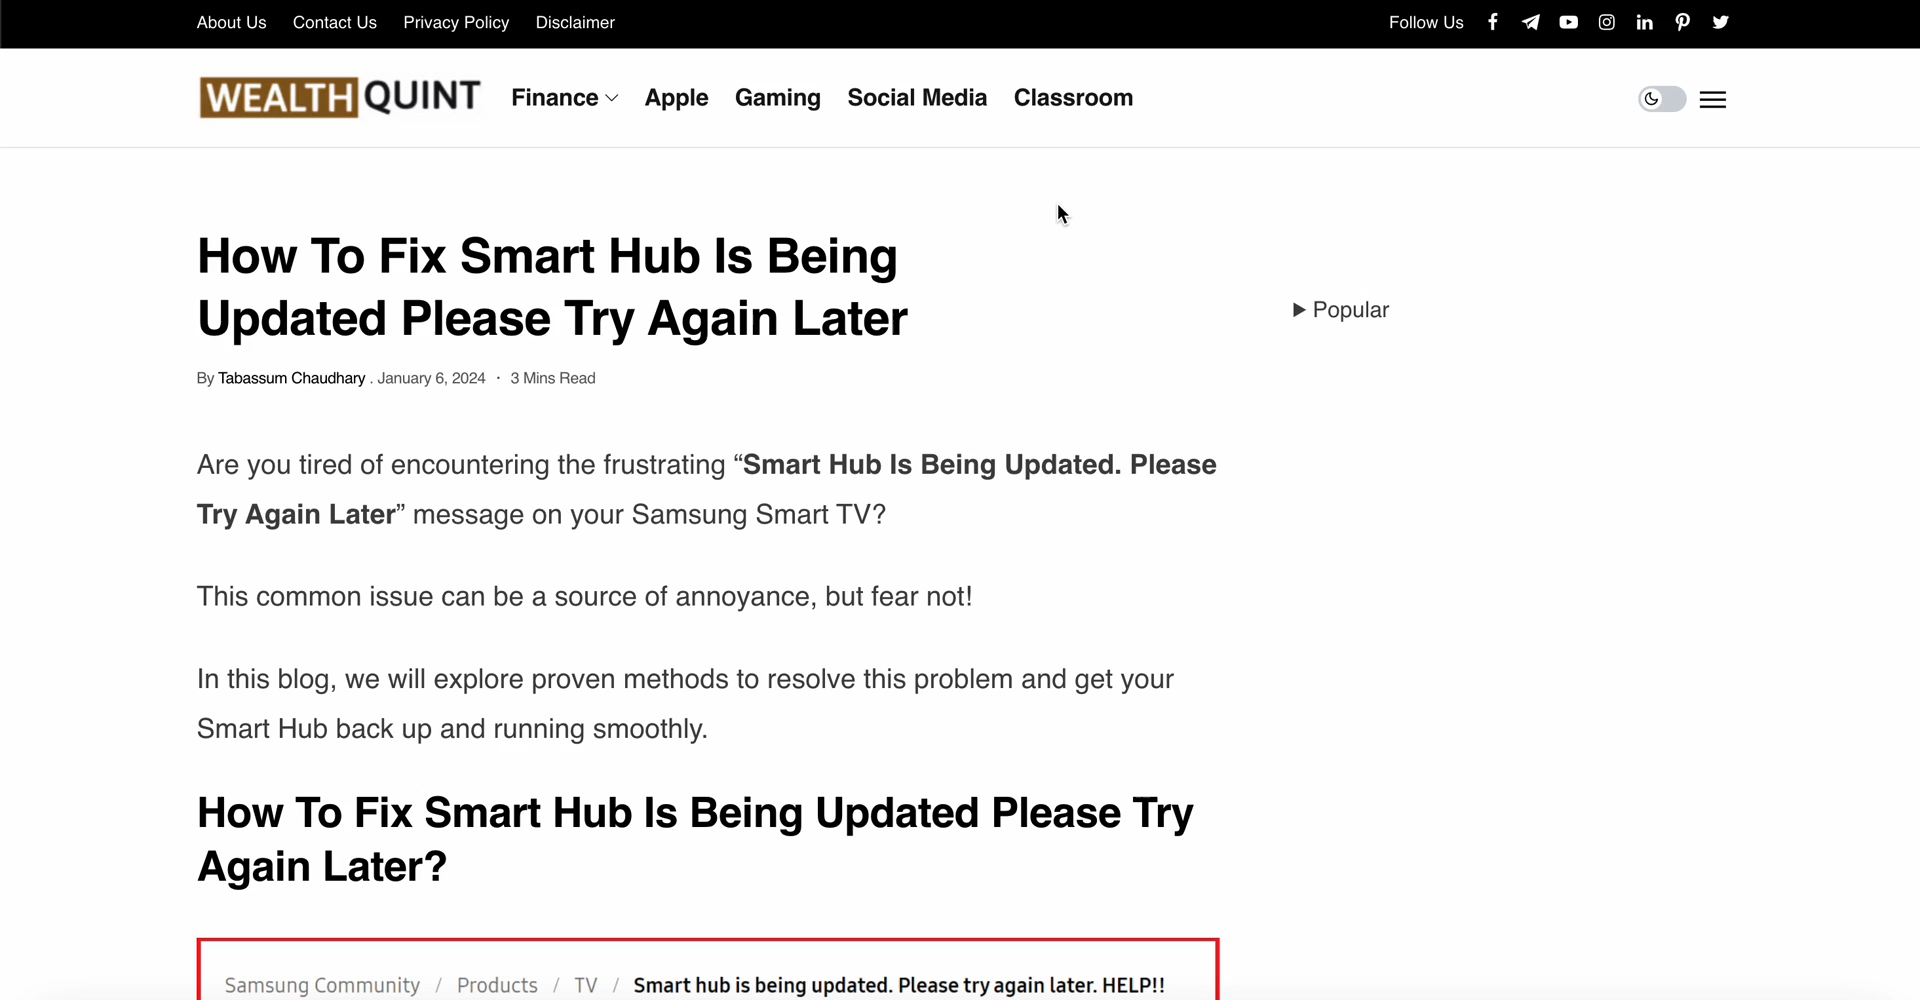 About Us Contact Us Privacy Policy Disclaimer Follow Us
WEALTH QUINT Finance Apple Gaming Social Media Classroom
How To Fix Smart Hub Is Being
Updated Please Try Again Later
▶ Popular
By Tabassum Chaudhary . January 6, 2024 · 3 Mins Read
Are you tired of encountering the frustrating “Smart Hub Is Being Updated. Please
Try Again Later” message on your Samsung Smart TV?
This common issue can be a source of annoyance, but fear not!
In this blog, we will explore proven methods to resolve this problem and get your
Smart Hub back up and running smoothly.
How To Fix Smart Hub Is Being Updated Please Try
Again Later?
Samsung Community / Products / TV / Smart hub is being updated. Please try again later. HELP!!